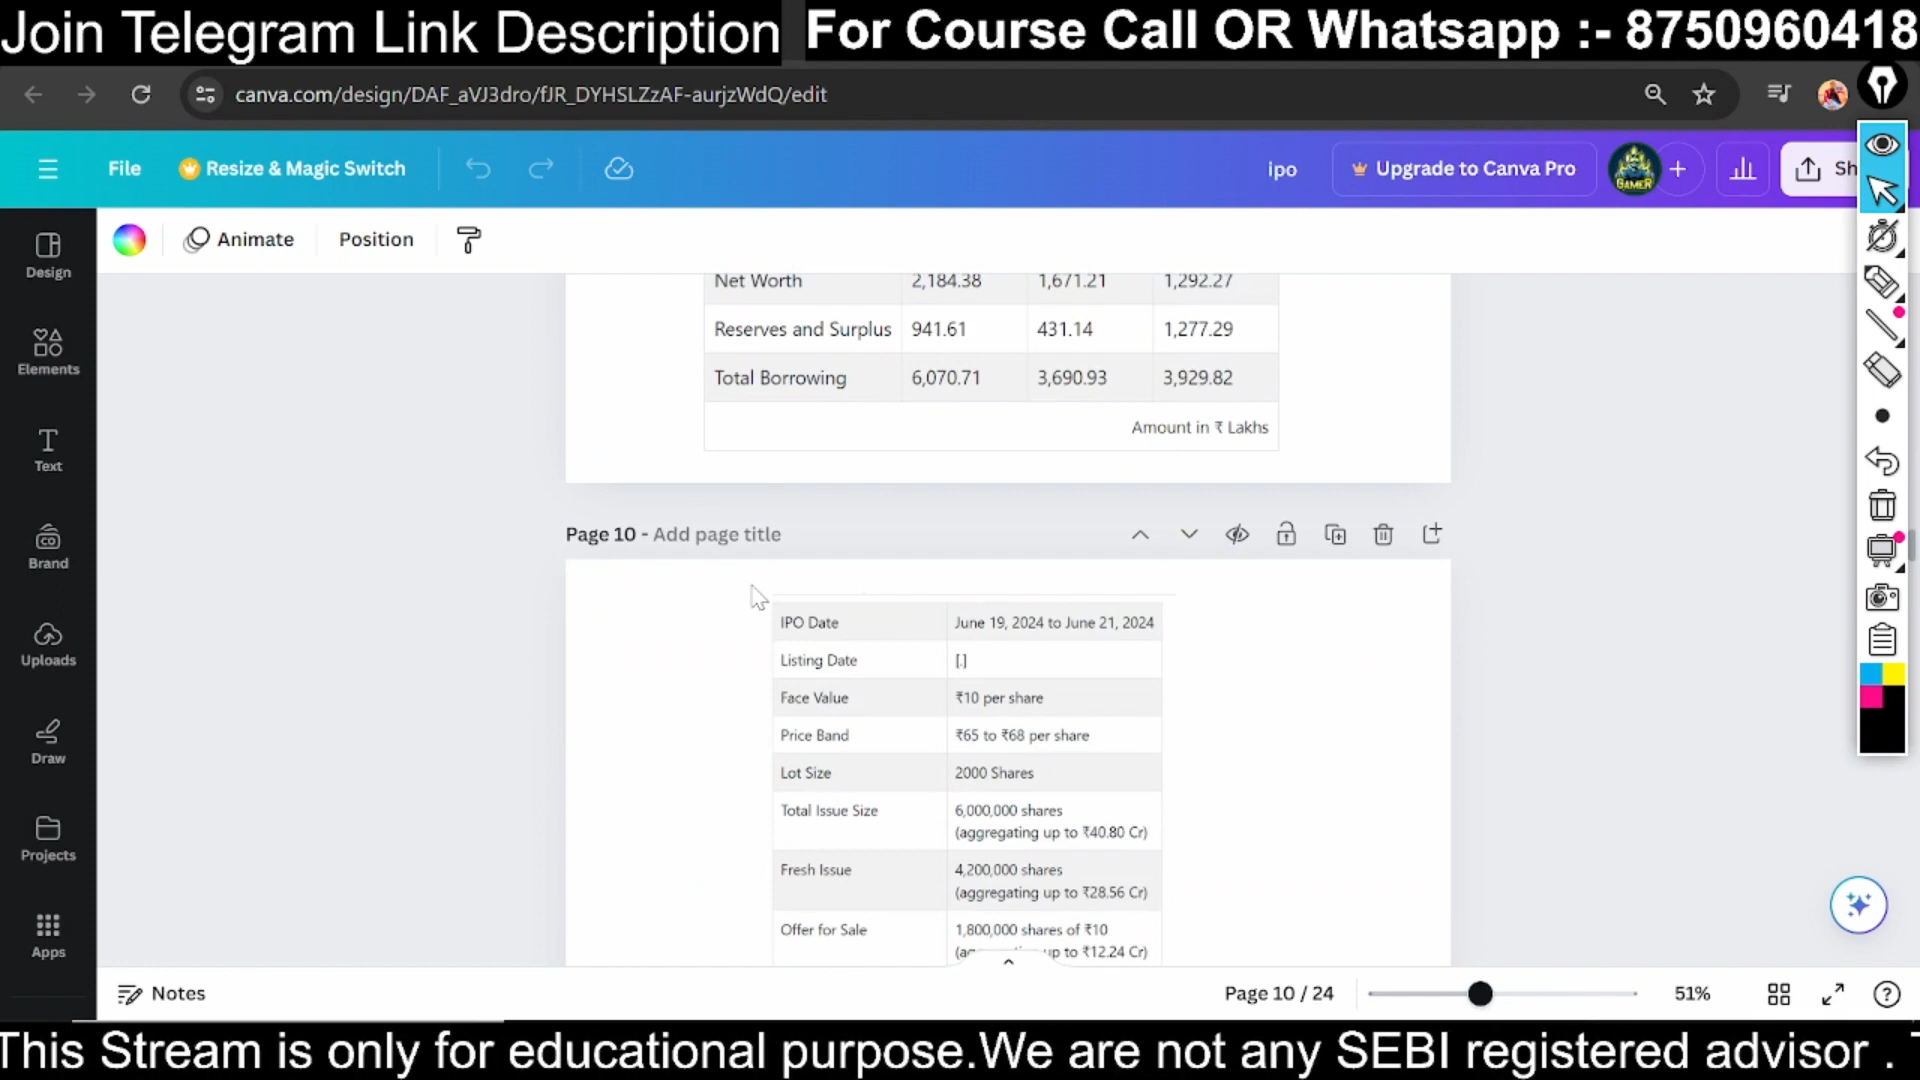 Join Telegram Link Description
For Course Call OR Whatsapp :- 8750960418
canva.com/design/DAF_aVJ3dro/fJR_DYHSLZzAF-aurjzWdQ/edit
File
Resize & Magic Switch
ipo
Upgrade to Canva Pro
Sh
Animate
Position
Design
Elements
Text
Brand
Uploads
Draw
Projects
Apps
Net Worth 2,184.38 1,671.21 1,292.27
Reserves and Surplus 941.61 431.14 1,277.29
Total Borrowing 6,070.71 3,690.93 3,929.82
Amount in ₹ Lakhs
Page 10 - Add page title
IPO Date June 19, 2024 to June 21, 2024
Listing Date [.]
Face Value ₹10 per share
Price Band ₹65 to ₹68 per share
Lot Size 2000 Shares
Total Issue Size 6,000,000 shares
(aggregating up to ₹40.80 Cr)
Fresh Issue 4,200,000 shares
(aggregating up to ₹28.56 Cr)
Offer for Sale 1,800,000 shares of ₹10
up to ₹12.24 Cr)
Notes
Page 10 / 24
51%
This Stream is only for educational purpose.We are not any SEBI registered advisor .